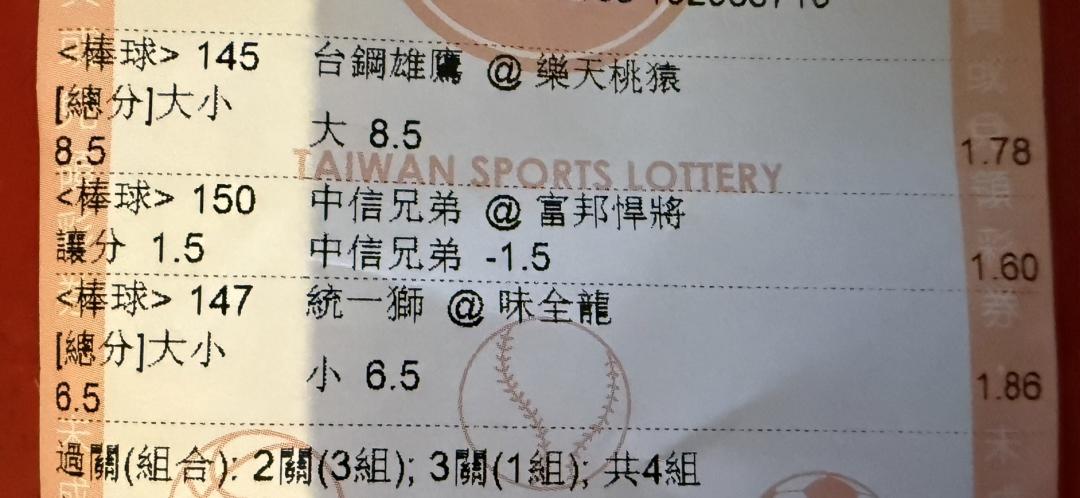 <棒球> 145 台鋼雄鷹 @ 樂天桃猿
[總分]大小
8.5 大 8.5 1.78
TAIWAN SPORTS LOTTERY
<棒球> 150 中信兄弟 @ 富邦悍將
讓分 1.5 中信兄弟 -1.5 1.60
<棒球> 147 統一獅 @ 味全龍
[總分]大小
6.5 小 6.5 1.86
過關(組合): 2關(3組); 3關(1組); 共4組